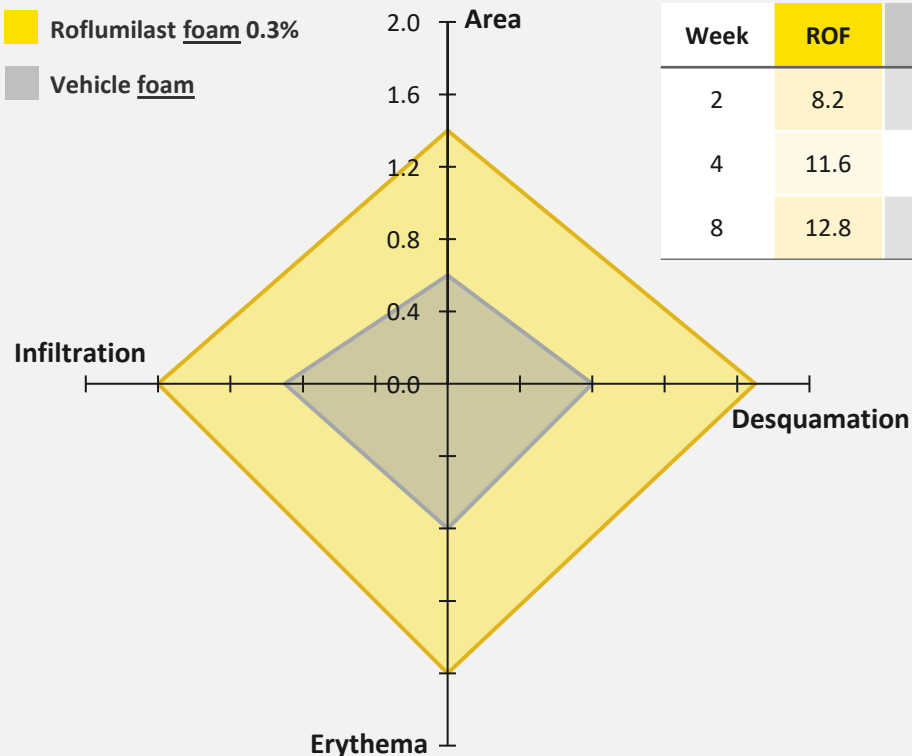 Roflumilast foam 0.3%
Vehicle foam
2.0
Area
1.6
1.2
0.8
0.4
0.0
Infiltration
Desquamation
Erythema
Week ROF
2 8.2
4 11.6
8 12.8